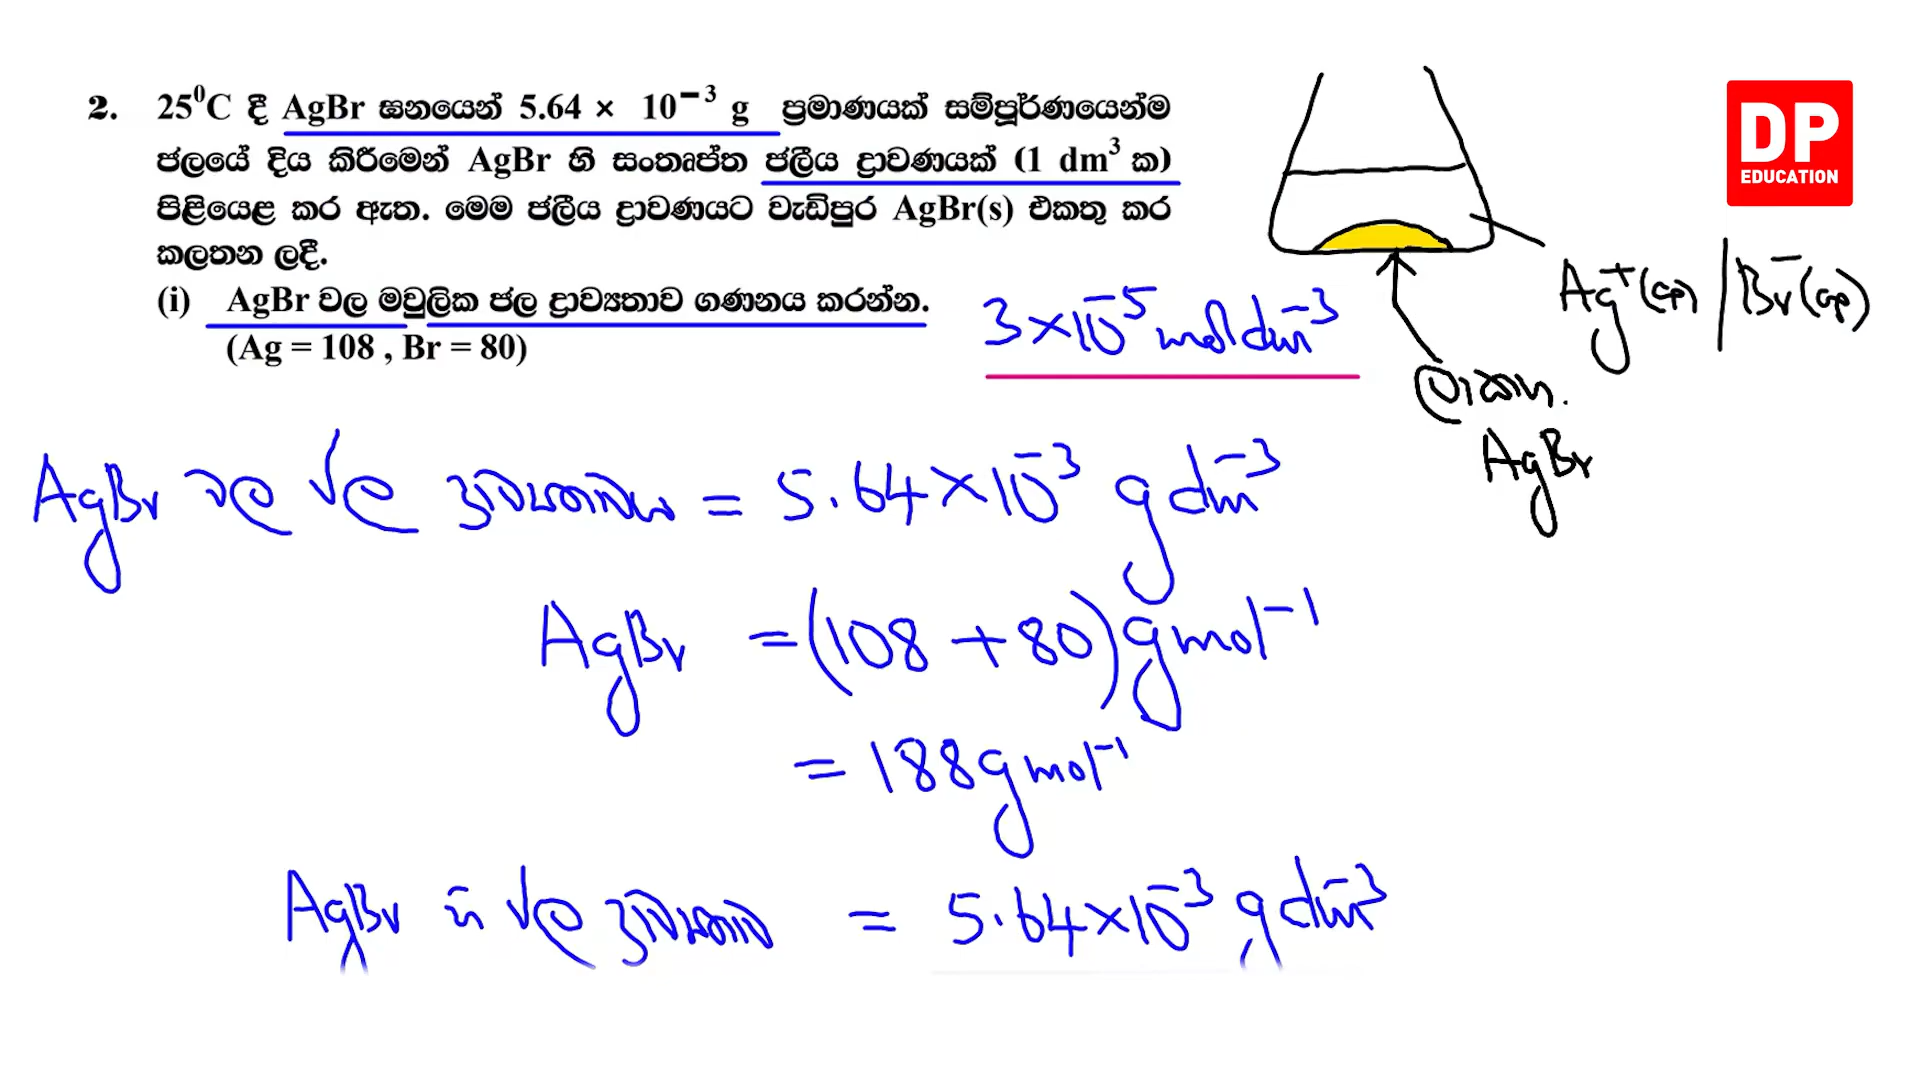 2. 25⁰C දී AgBr ඝනයෙන් 5.64 × 10⁻³ g ප්‍රමාණයක් සම්පූර්ණයෙන්ම
ජලයේ දිය කිරීමෙන් AgBr හි සංතෘප්ත ජලීය ද්‍රාවණයක් (1 dm³ ක)
පිළියෙළ කර ඇත. මෙම ජලීය ද්‍රාවණයට වැඩිපුර AgBr(s) එකතු කර
කලතන ලදී.
(i) AgBr වල මවුලික ජල ද්‍රාව්‍යතාව ගණනය කරන්න.
(Ag = 108 , Br = 80)
3 × 10⁻⁵ mol dm⁻³
DP
EDUCATION
Ag⁺(aq) / Br⁻(aq)
AgBr
AgBr වල ජල ද්‍රාව්‍යතාවය = 5.64 × 10⁻³ g dm⁻³
AgBr = (108 + 80) g mol⁻¹
= 188 g mol⁻¹
AgBr හි ජල ද්‍රාව්‍යතාව = 5.64 × 10⁻³ g dm⁻³